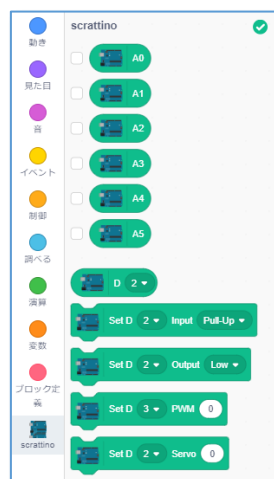 動き
見た目
音
イベント
制御
調べる
演算
変数
ブロック定
義
scrattino
scrattino
A0
A1
A2
A3
A4
A5
D 2
Set D 2 Input Pull-Up
Set D 2 Output Low
Set D 3 PWM 0
Set D 2 Servo 0